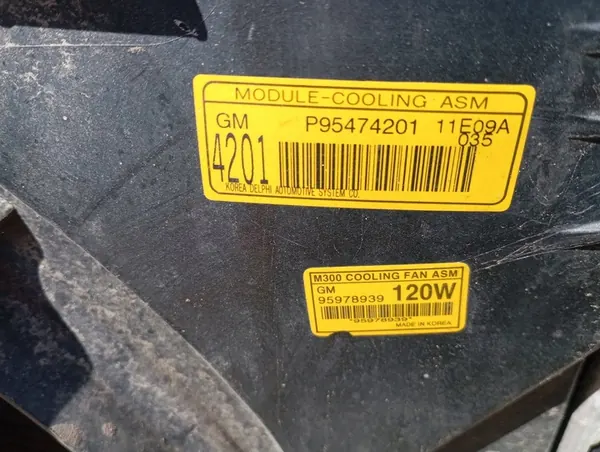 MODULE-COOLING ASM
GM P95474201 11E09A
4201 035
KOREA DELPHI AUTOMOTIVE SYSTEM CO.
M300 COOLING FAN ASM
GM
95978939 120W
*95978939*
MADE IN KOREA